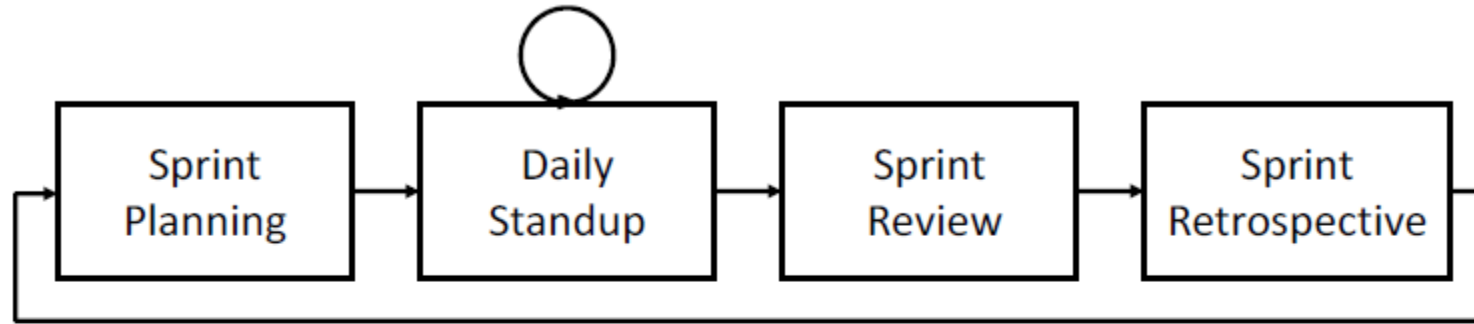 Sprint
Planning
Daily
Standup
Sprint
Review
Sprint
Retrospective